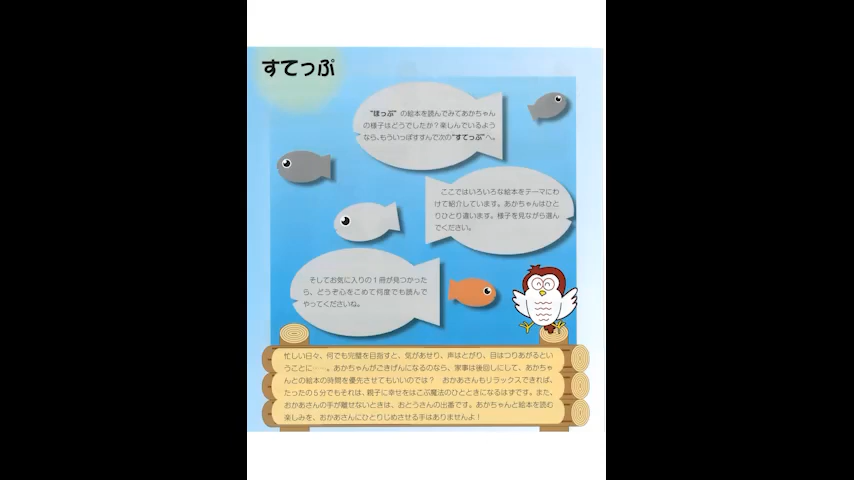 すてっぷ
“ほっぷ”の絵本を読んでみてあかちゃん
の様子はどうでしたか？楽しんでいるよう
なら、もういっぽすすんで次の“すてっぷ”へ。
ここではいろいろな絵本をテーマにわ
けて紹介しています。あかちゃんはひと
りひとり違います。様子を見ながら選ん
でください。
そしてお気に入りの１冊が見つかった
ら、どうぞ心をこめて何度でも読んで
やってくださいね。
忙しい日々、何でも完璧を目指すと、気があせり、声はとがり、目はつりあがるとい
うことに……。あかちゃんがごきげんになるのなら、家事は後回しにして、あかちゃ
んとの絵本の時間を優先させてもいいのでは？　おかあさんもリラックスできれば、
たったの５分でもそれは、親子に幸せをはこぶ魔法のひとときになるはずです。また、
おかあさんの手が離せないときは、おとうさんの出番です。あかちゃんと絵本を読む
楽しみを、おかあさんにひとりじめさせる手はありませんよ！